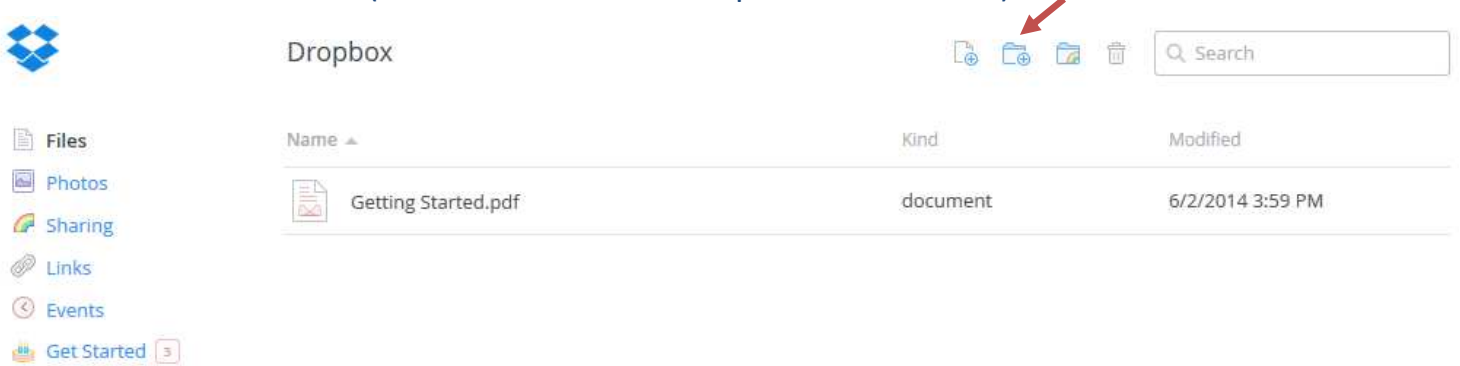 Dropbox
Search
Files
Name Kind Modified
Photos
Getting Started.pdf document 6/2/2014 3:59 PM
Sharing
Links
Events
Get Started 3